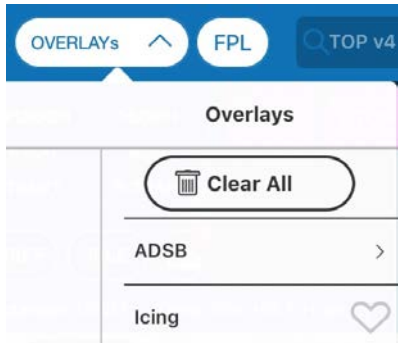 OVERLAYs FPL TOP v4
Overlays
Clear All
ADSB
Icing